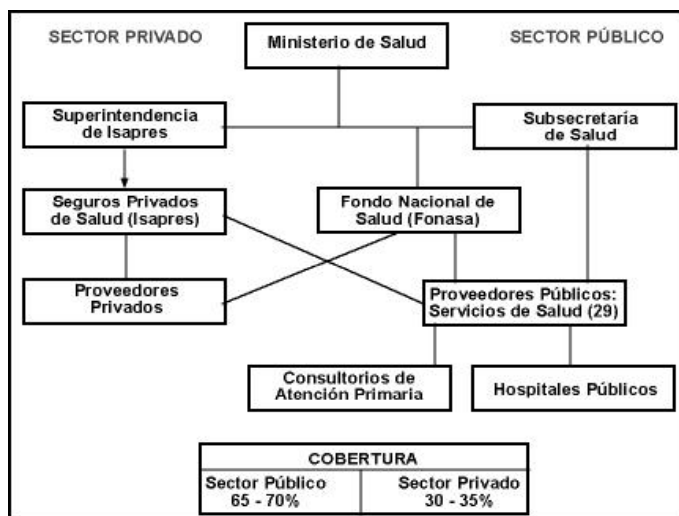 SECTOR PRIVADO
Ministerio de Salud
SECTOR PÚBLICO
Superintendencia
de Isapres
Subsecretaría
de Salud
Seguros Privados
de Salud (Isapres)
Fondo Nacional de
Salud (Fonasa)
Proveedores
Privados
Proveedores Públicos:
Servicios de Salud (29)
Consultorios de
Atención Primaria
Hospitales Públicos
COBERTURA
Sector Público
65 - 70%
Sector Privado
30 - 35%